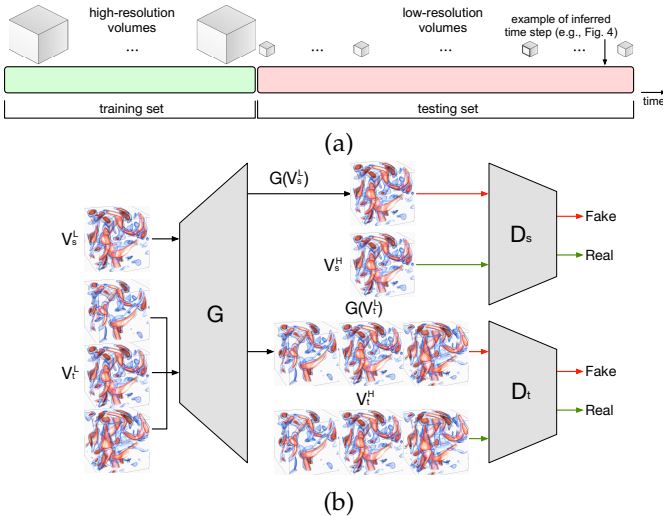 high-resolution
volumes
...
low-resolution
volumes
... ...
example of inferred
time step (e.g., Fig. 4)
training set
testing set
time
(a)
G(V_s^L)
V_s^L
V_s^H
G
D_s
Fake
Real
G(V_t^L)
V_t^L
V_t^H
D_t
Fake
Real
(b)